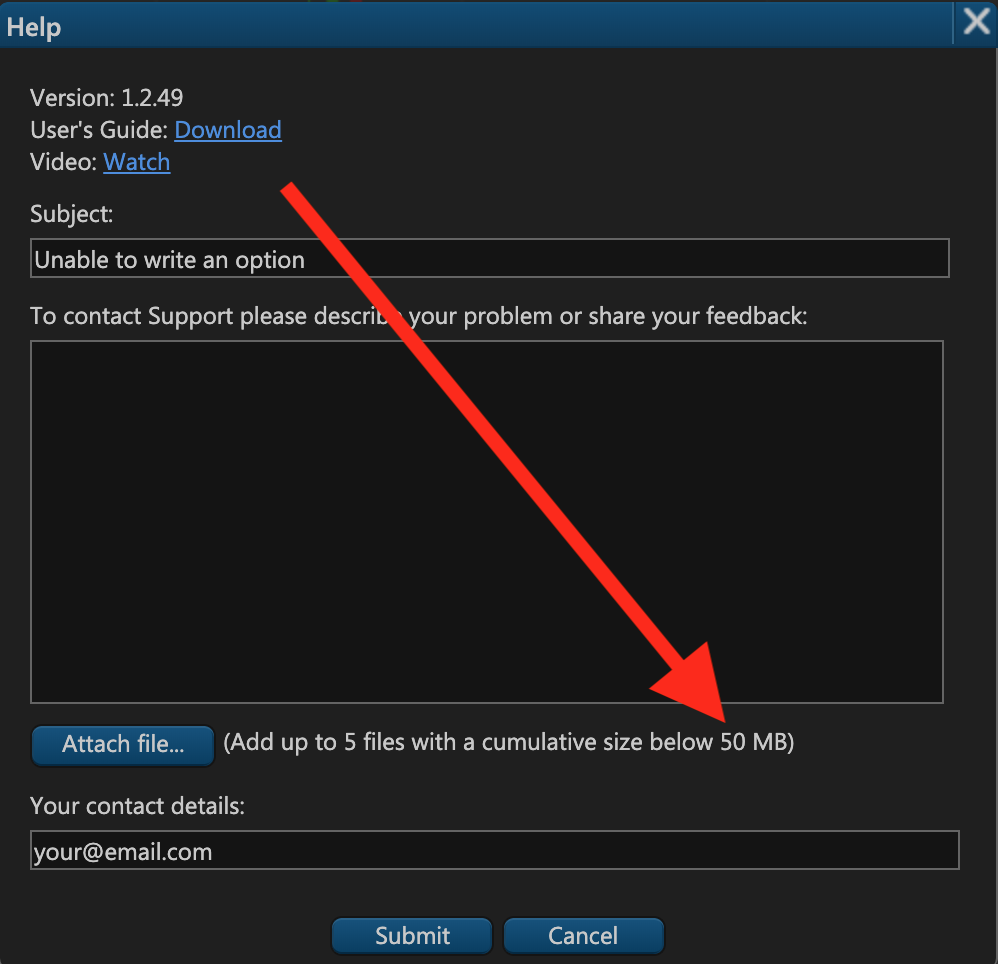 Help
Version: 1.2.49
User's Guide: Download
Video: Watch
Subject:
Unable to write an option
To contact Support please describe your problem or share your feedback:
Attach file... (Add up to 5 files with a cumulative size below 50 MB)
Your contact details:
your@email.com
Submit Cancel